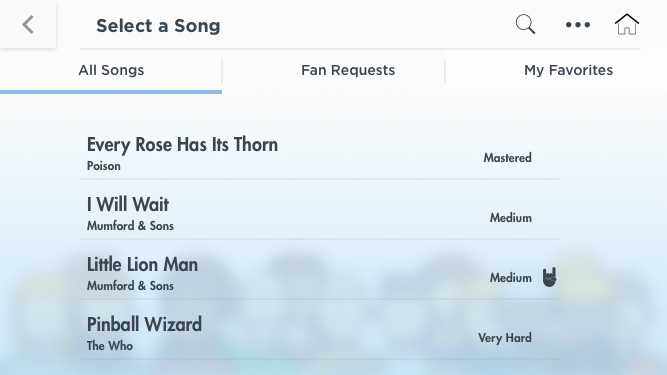 Select a Song
All Songs
Fan Requests
My Favorites
Every Rose Has Its Thorn
Poison
Mastered
I Will Wait
Mumford & Sons
Medium
Little Lion Man
Mumford & Sons
Medium
Pinball Wizard
The Who
Very Hard